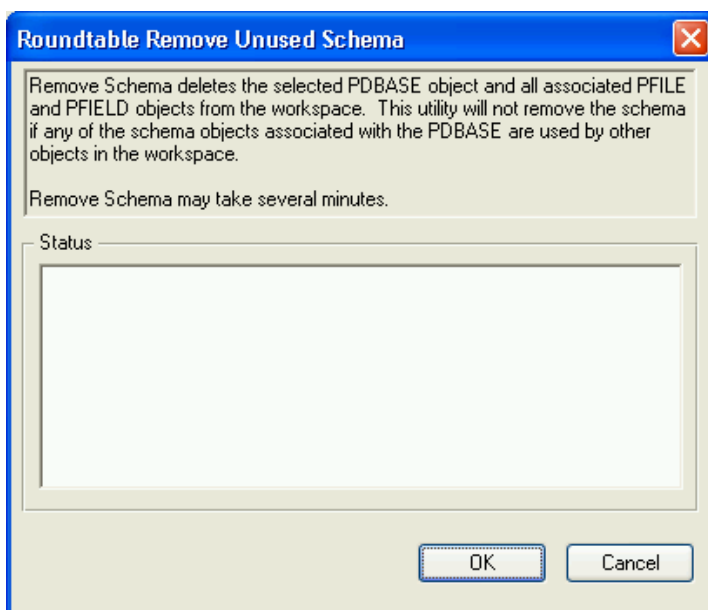 Roundtable Remove Unused Schema
Remove Schema deletes the selected PDBASE object and all associated PFILE
and PFIELD objects from the workspace.  This utility will not remove the schema
if any of the schema objects associated with the PDBASE are used by other
objects in the workspace.
Remove Schema may take several minutes.
Status
OK
Cancel